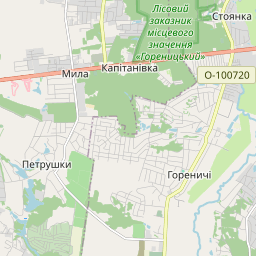 Лісовий
заказник
місцевого
значення
«Гореницький»
Стоянка
Капітанівка
Мила
О-100720
Петрушки
Гореничі